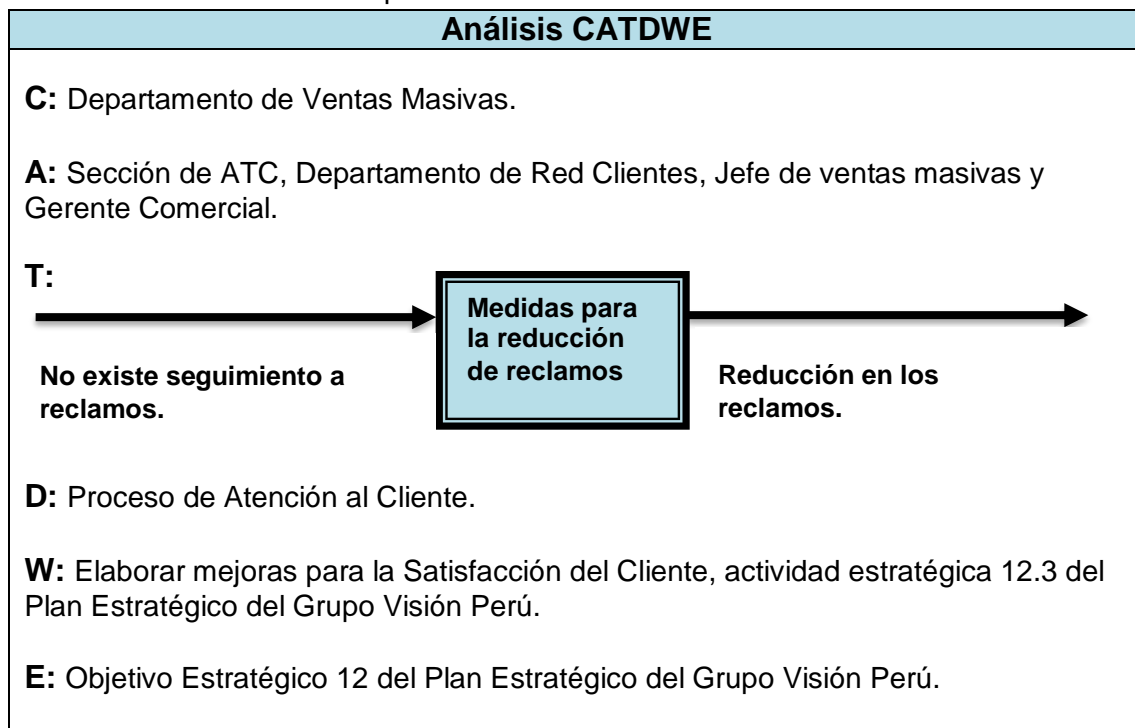 Análisis CATDWE
C: Departamento de Ventas Masivas.
A: Sección de ATC, Departamento de Red Clientes, Jefe de ventas masivas y
Gerente Comercial.
T:
Medidas para
la reducción
de reclamos
No existe seguimiento a
reclamos.
Reducción en los
reclamos.
D: Proceso de Atención al Cliente.
W: Elaborar mejoras para la Satisfacción del Cliente, actividad estratégica 12.3 del
Plan Estratégico del Grupo Visión Perú.
E: Objetivo Estratégico 12 del Plan Estratégico del Grupo Visión Perú.